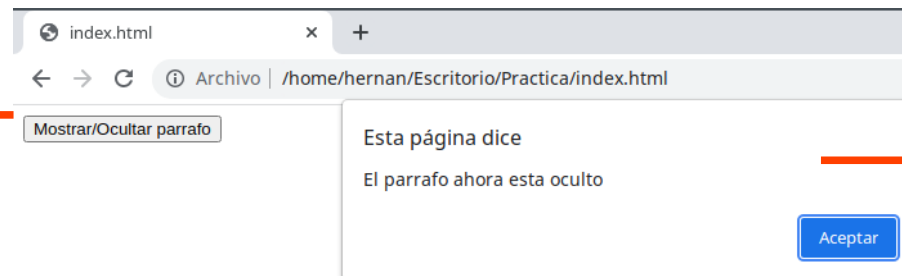 index.html
Archivo /home/hernan/Escritorio/Practica/index.html
Mostrar/Ocultar parrafo
Esta página dice
El parrafo ahora esta oculto
Aceptar